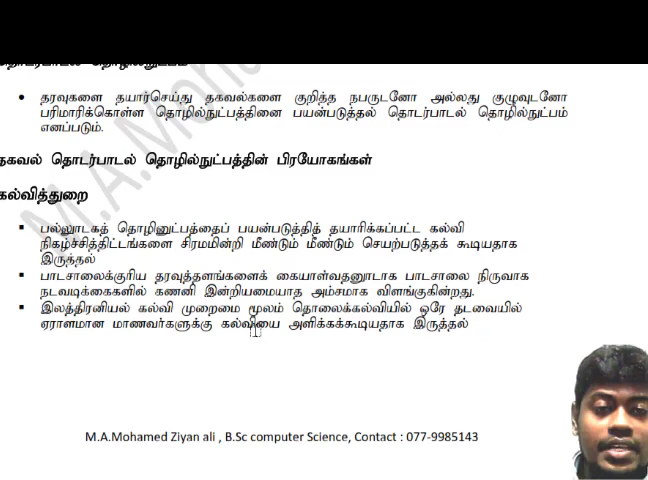 தொடர்பாடல் தொழில்நுட்பம்
• தரவுகளை தயார்செய்து தகவல்களை குறித்த நபருடனோ அல்லது குழுவுடனோ
பரிமாரிக்கொள்ள தொழில்நுட்பத்தினை பயன்படுத்தல் தொடர்பாடல் தொழில்நுட்பம்
எனப்படும்.
தகவல் தொடர்பாடல் தொழில்நுட்பத்தின் பிரயோகங்கள்
கல்வித்துறை
▪ பல்லூடகத் தொழினுட்பத்தைப் பயன்படுத்தித் தயாரிக்கப்பட்ட கல்வி
நிகழ்ச்சித்திட்டங்களை சிரமமின்றி மீண்டும் மீண்டும் செயற்படுத்தக் கூடியதாக
இருத்தல்
▪ பாடசாலைக்குரிய தரவுத்தளங்களைக் கையாள்வதனூடாக பாடசாலை நிருவாக
நடவடிக்கைகளில் கணனி இன்றியமையாத அம்சமாக விளங்குகின்றது.
▪ இலத்திரனியல் கல்வி முறைமை மூலம் தொலைக்கல்வியில் ஒரே தடவையில்
ஏராளமான மாணவர்களுக்கு கல்வியை அளிக்கக்கூடியதாக இருத்தல்
M.A.Mohamed Ziyan ali , B.Sc computer Science, Contact : 077-9985143
M.A.Moha